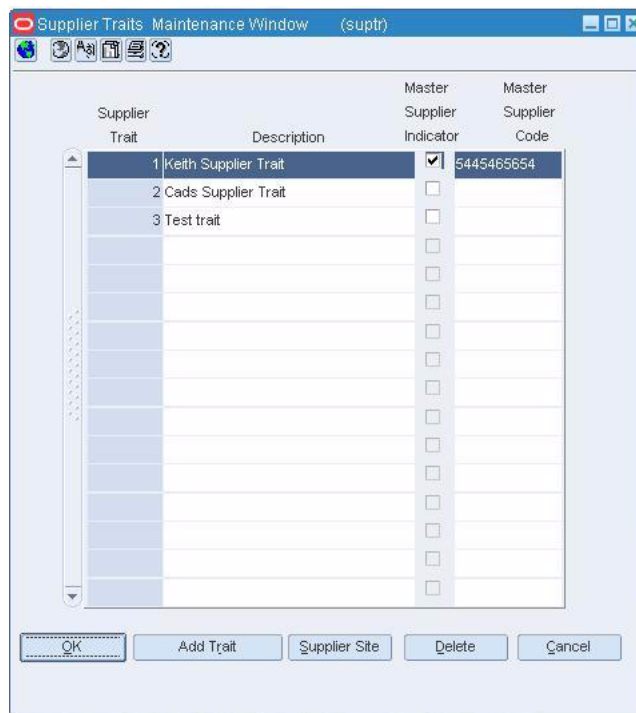 Supplier Traits Maintenance Window (suptr)
Master Master
Supplier Supplier Supplier
Trait Description Indicator Code
1 Keith Supplier Trait 5445465654
2 Cads Supplier Trait
3 Test trait
OK Add Trait Supplier Site Delete Cancel